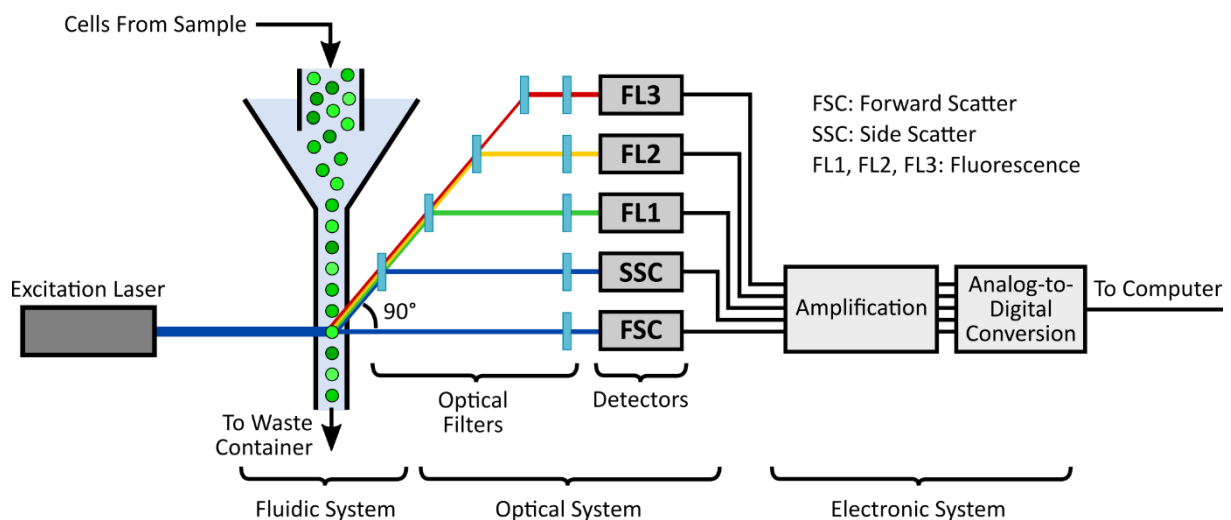 Cells From Sample
FL3
FL2
FL1
SSC
FSC
FSC: Forward Scatter
SSC: Side Scatter
FL1, FL2, FL3: Fluorescence
Excitation Laser
90°
Amplification
Analog-to-
Digital
Conversion
To Computer
To Waste
Container
Optical
Filters
Detectors
Fluidic System
Optical System
Electronic System